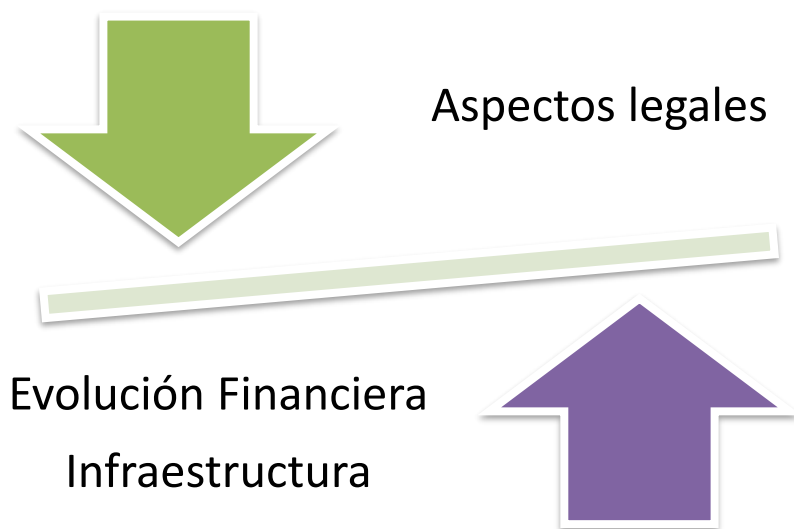 Aspectos legales
Evolución Financiera
Infraestructura